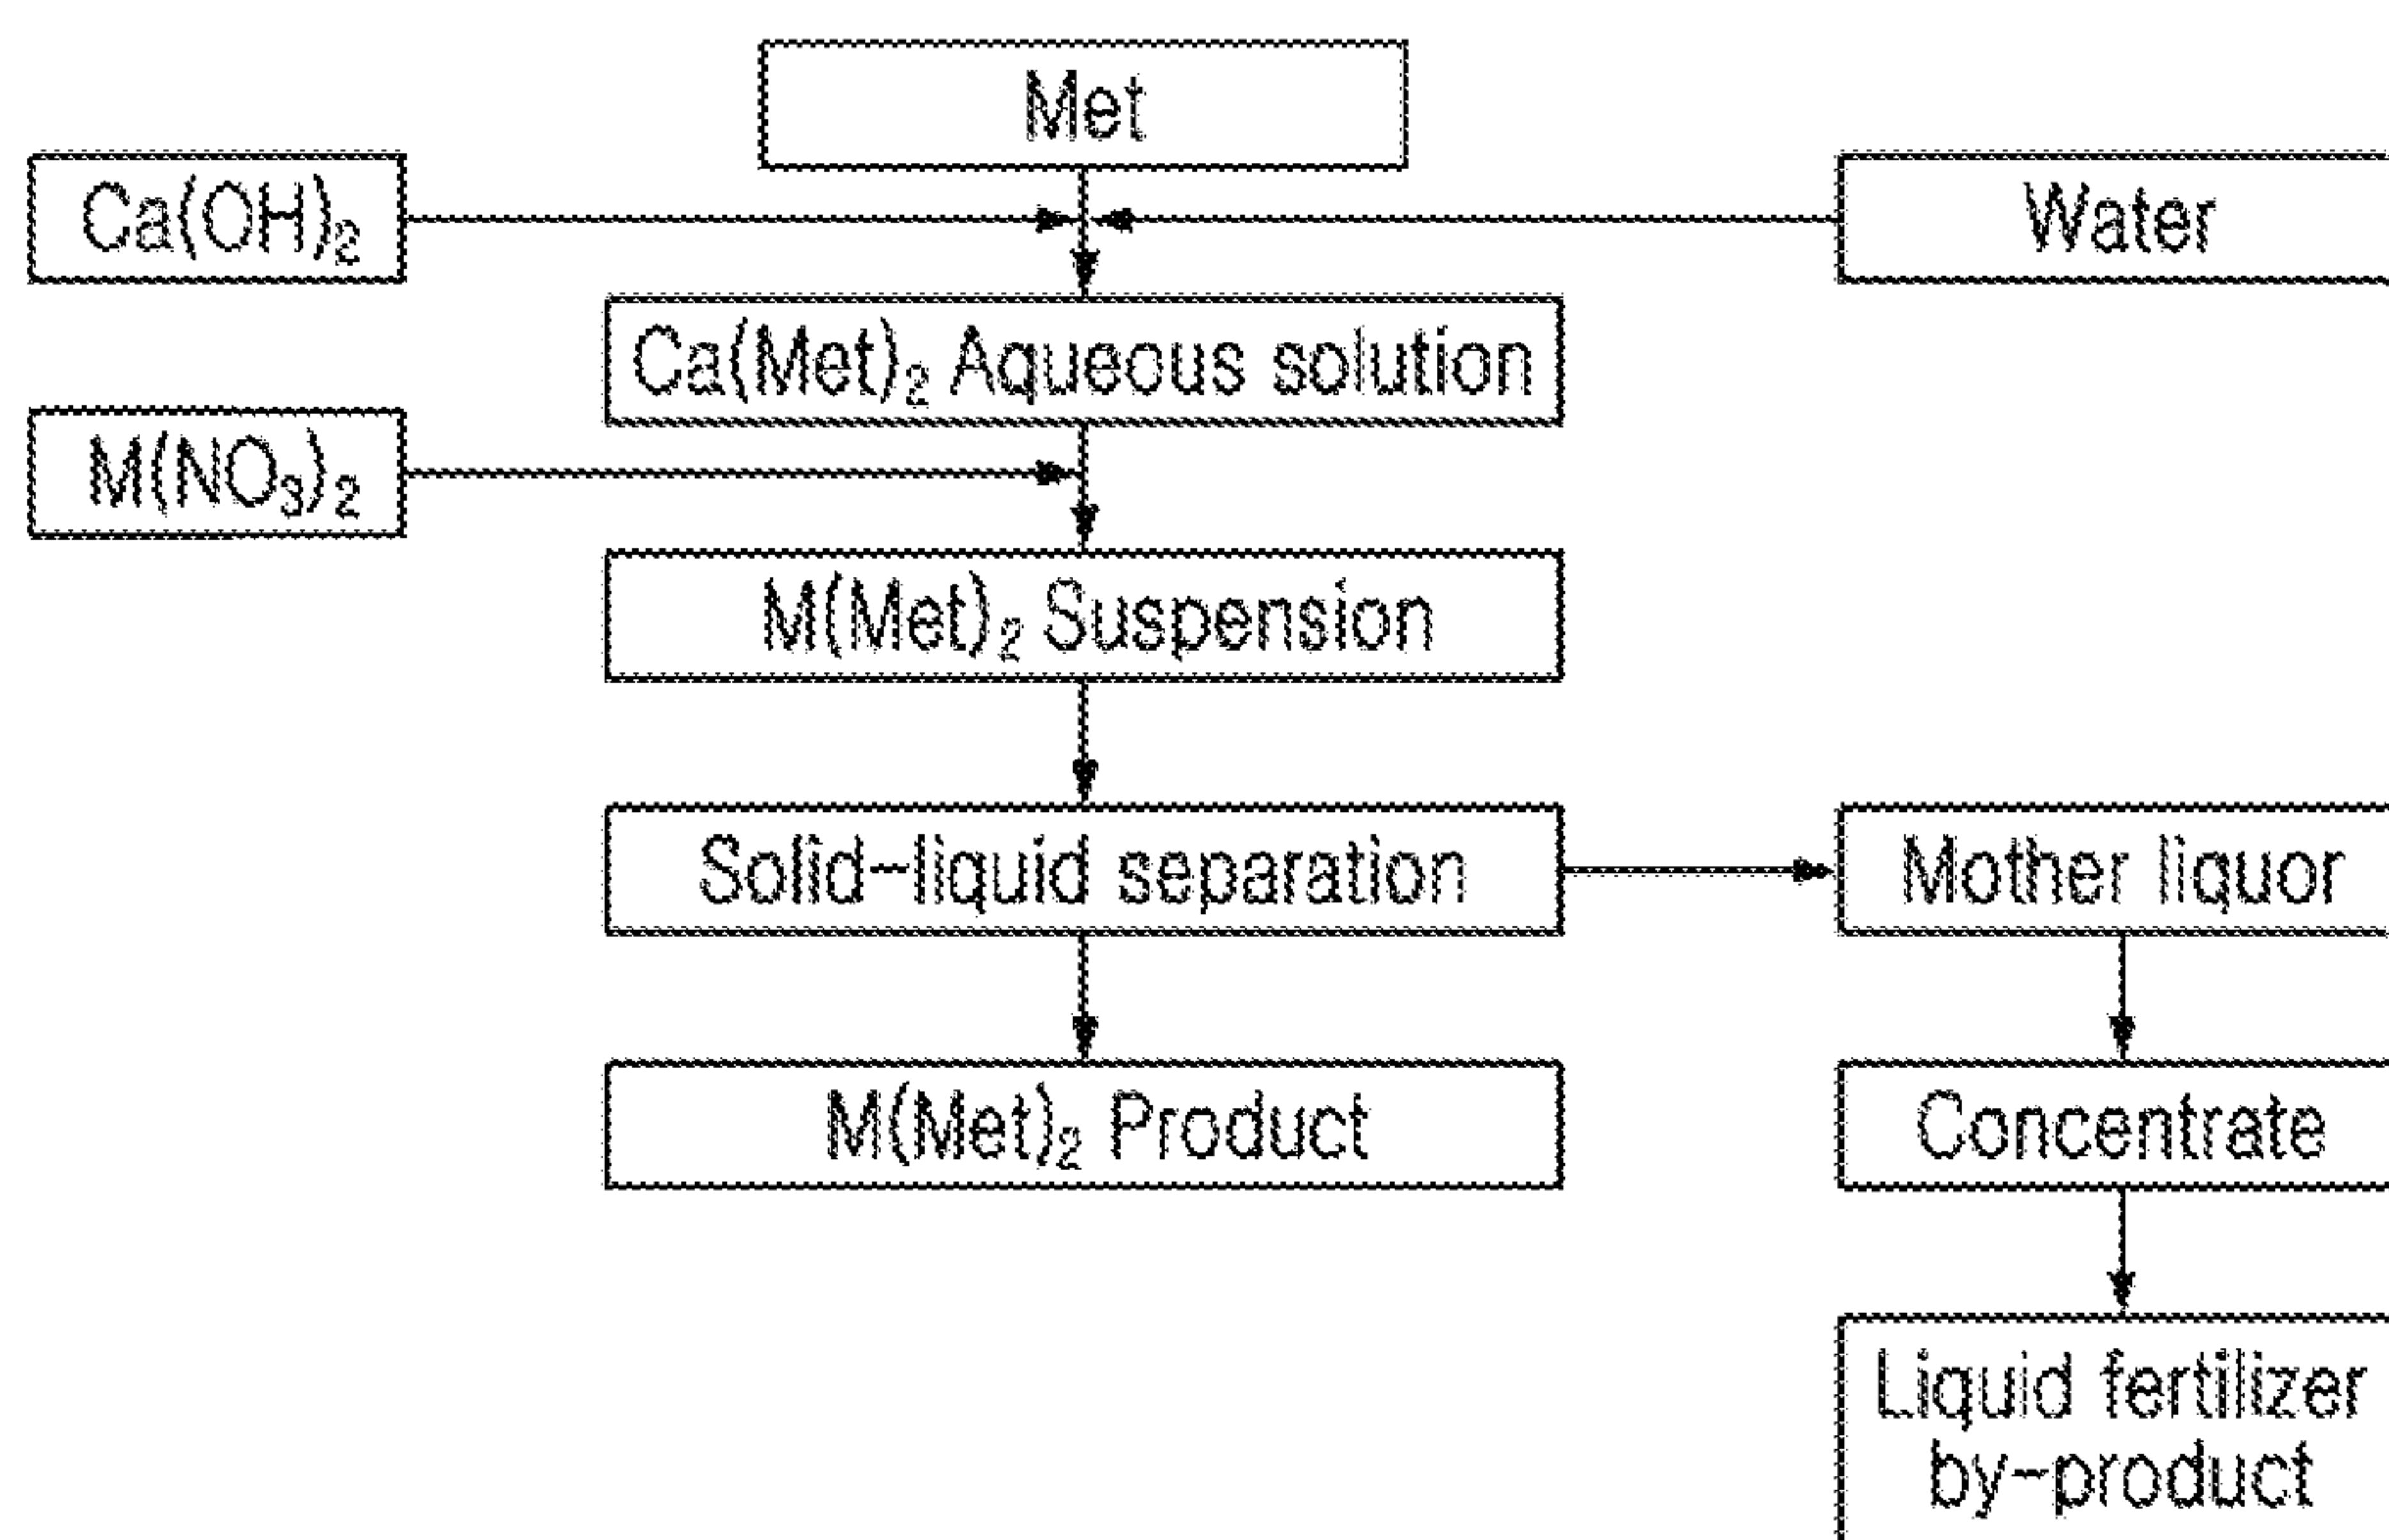 Met
Ca(OH)₂
Water
Ca(Met)₂ Aqueous solution
M(NO₃)₂
M(Met)₂ Suspension
Solid-liquid separation
Mother liquor
M(Met)₂ Product
Concentrate
Liquid fertilizer
by-product